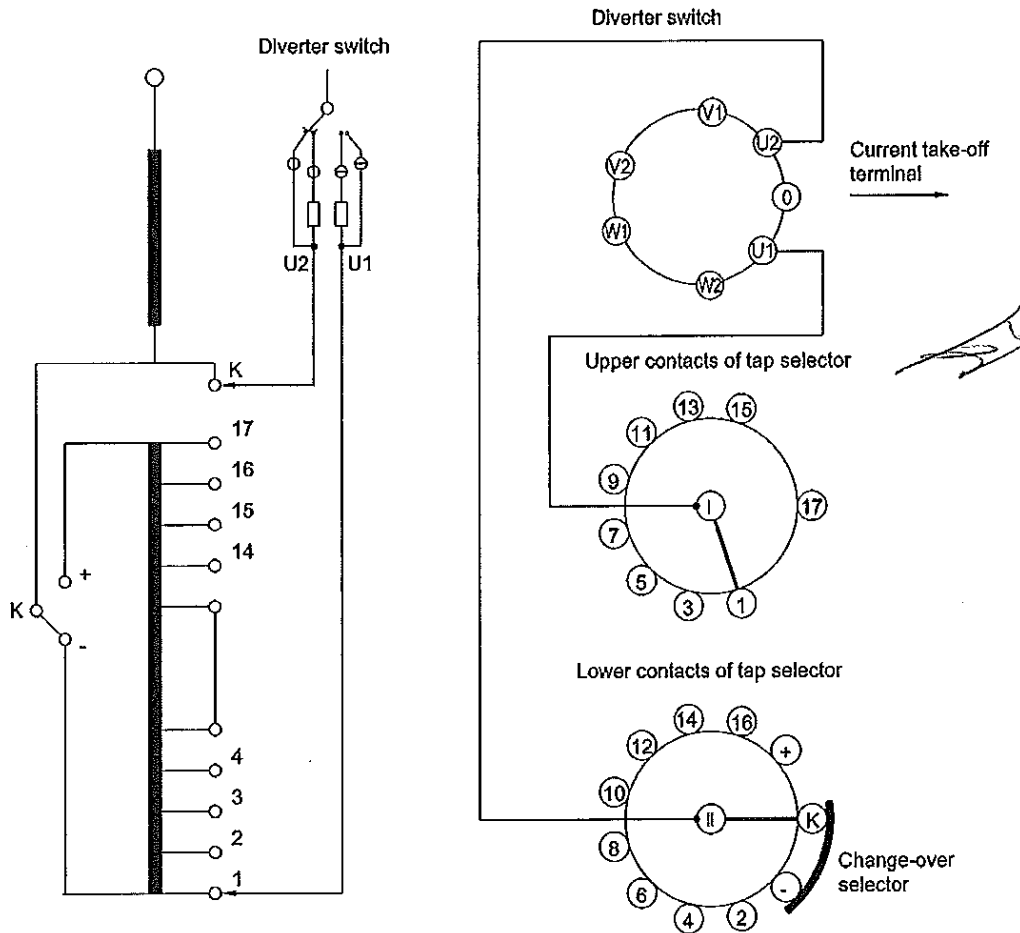 Diverter switch
U2 U1
K
17
16
15
14
+
K
-
4
3
2
1
Diverter switch
V1
U2
V2
0
W1
U1
W2
Current take-off
terminal
Upper contacts of tap selector
13 15
11
9
I
17
7
5
3 1
Lower contacts of tap selector
14 16
12 +
10
II
K
8
6 -
4 2
Change-over
selector